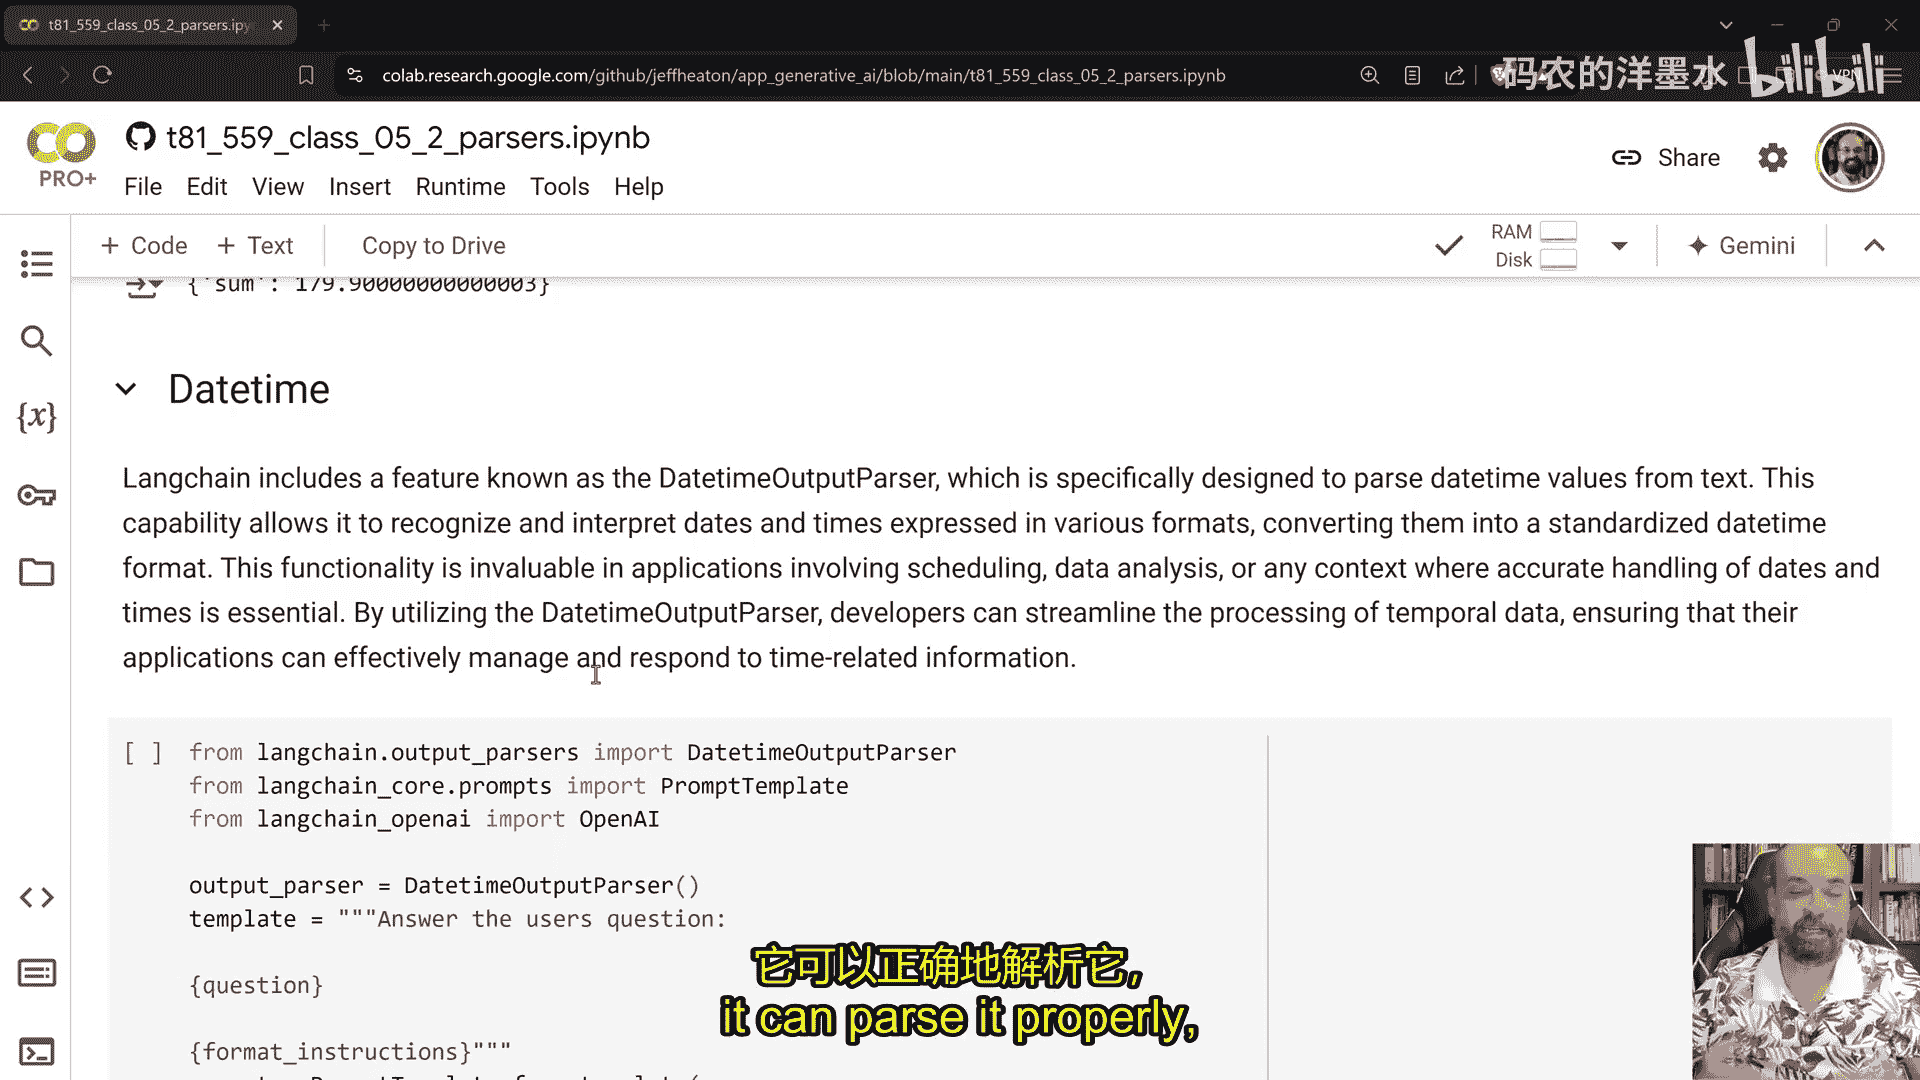 t81_559_class_05_2_parsers.ipy
colab.research.google.com/github/jeffheaton/app_generative_ai/blob/main/t81_559_class_05_2_parsers.ipynb
码农的洋墨水 bilibili
VPN
CO
PRO+
t81_559_class_05_2_parsers.ipynb
File Edit View Insert Runtime Tools Help
Share
+ Code + Text Copy to Drive
RAM
Disk
Gemini
{'sum': 179.90000000000003}
Datetime
Langchain includes a feature known as the DatetimeOutputParser, which is specifically designed to parse datetime values from text. This
capability allows it to recognize and interpret dates and times expressed in various formats, converting them into a standardized datetime
format. This functionality is invaluable in applications involving scheduling, data analysis, or any context where accurate handling of dates and
times is essential. By utilizing the DatetimeOutputParser, developers can streamline the processing of temporal data, ensuring that their
applications can effectively manage and respond to time-related information.
[ ] from langchain.output_parsers import DatetimeOutputParser
from langchain_core.prompts import PromptTemplate
from langchain_openai import OpenAI
output_parser = DatetimeOutputParser()
template = """Answer the users question:
{question}
{format_instructions}"""
它可以正确地解析它,
it can parse it properly,